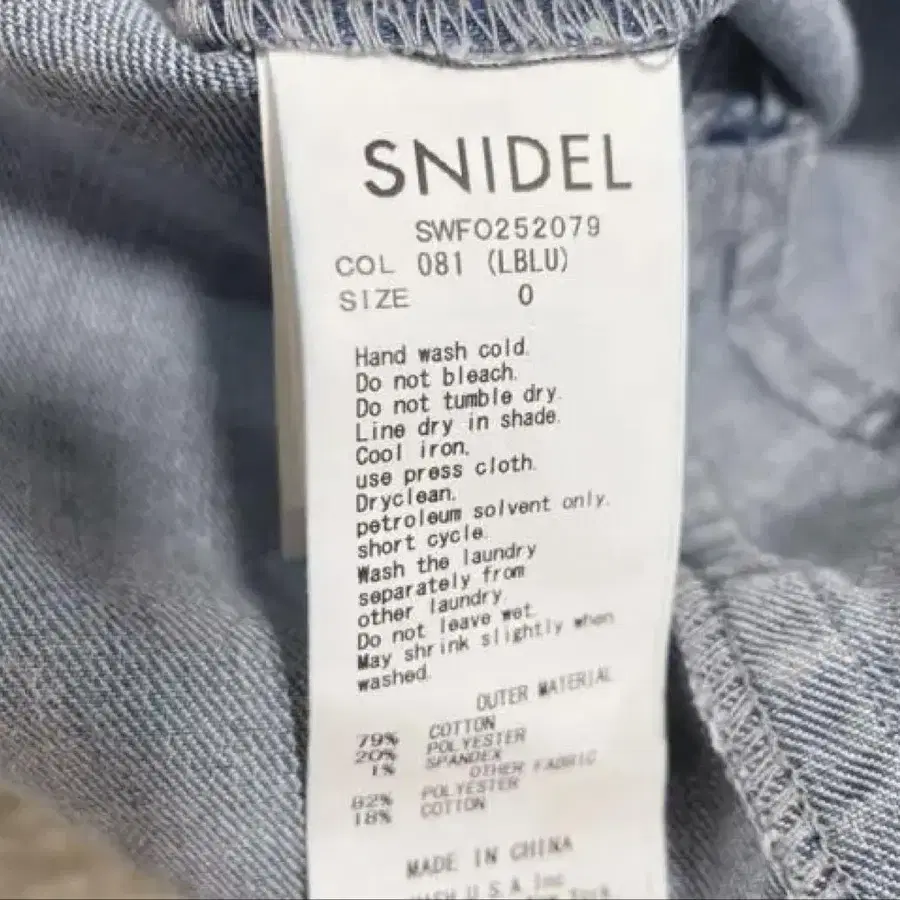 SNIDEL
SWFO252079
COL 081 (LBLU)
SIZE 0
Hand wash cold.
Do not bleach.
Do not tumble dry.
Line dry in shade.
Cool iron.
use press cloth.
Dryclean.
petroleum solvent only.
short cycle.
Wash the laundry
separately from
other laundry.
Do not leave wet.
May shrink slightly when
washed.
OUTER MATERIAL
79% COTTON
20% POLYESTER
1% SPANDEX
OTHER FABRIC
82% POLYESTER
18% COTTON
MADE IN CHINA
U.S.A Inc